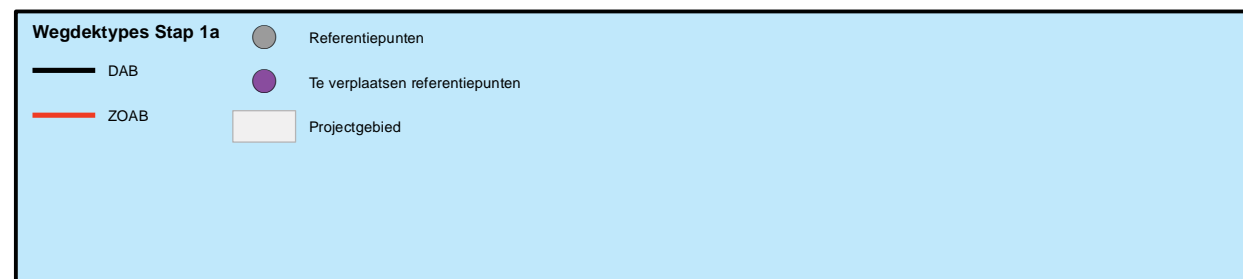 Wegdektypes Stap 1a
DAB
ZOAB
Referentiepunten
Te verplaatsen referentiepunten
Projectgebied